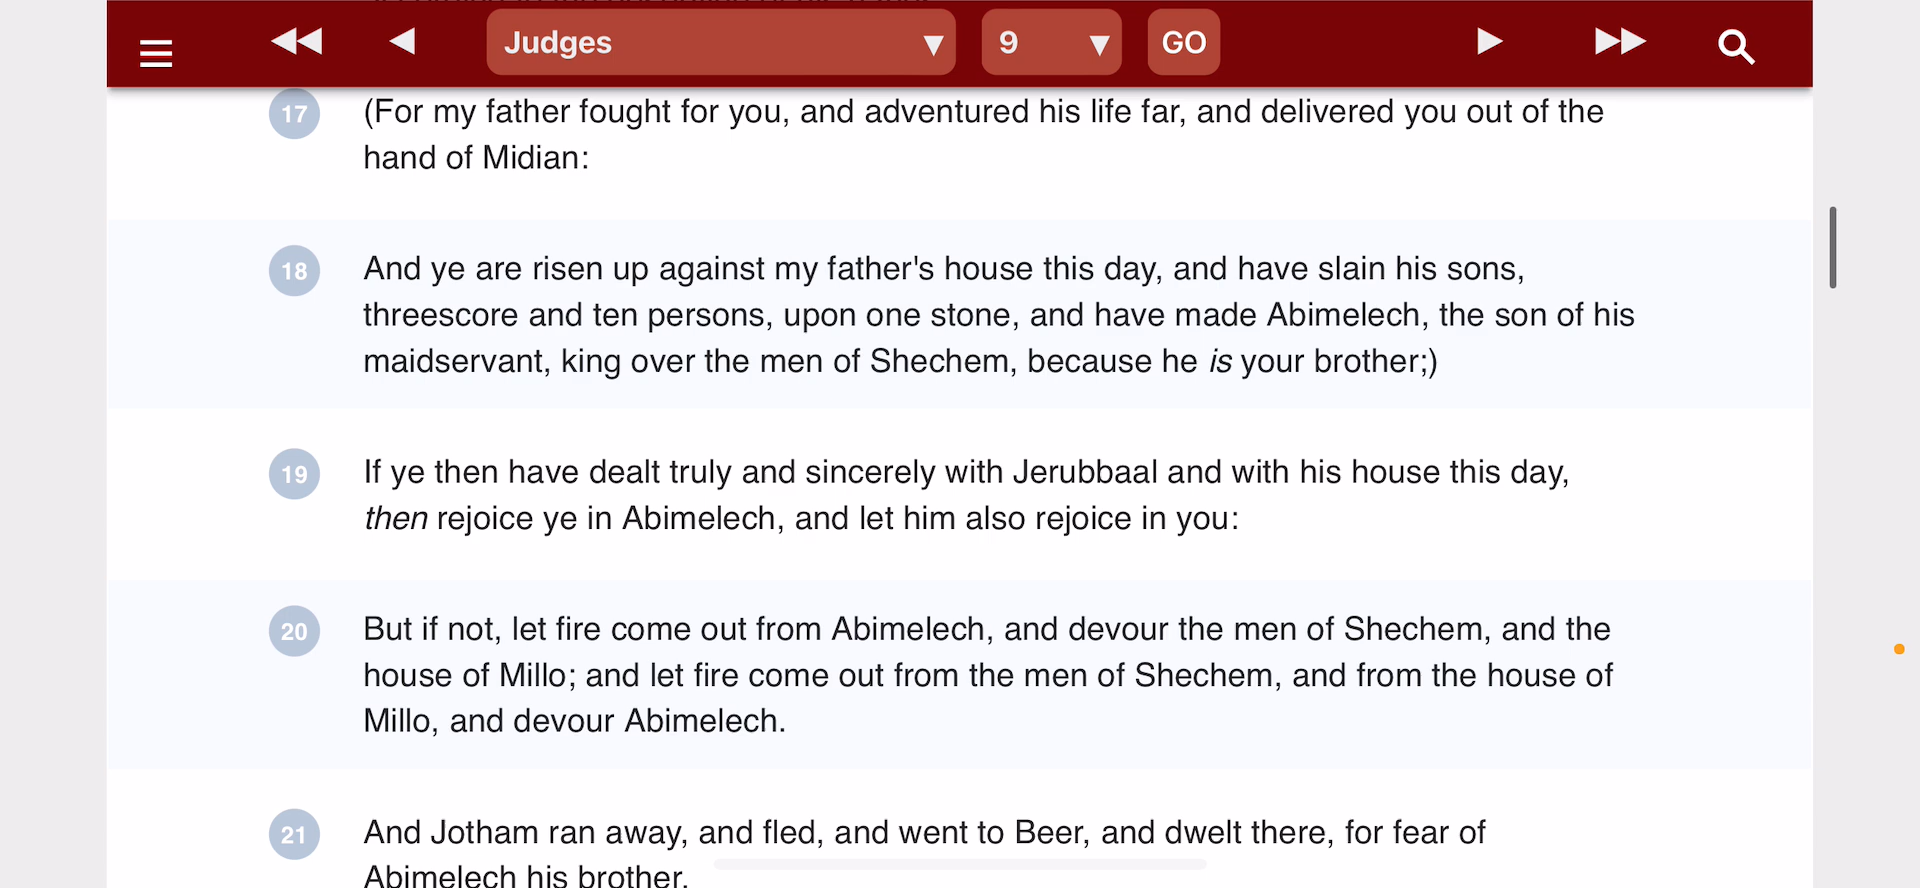 Judges
9
GO
17
(For my father fought for you, and adventured his life far, and delivered you out of the
hand of Midian:
18
And ye are risen up against my father's house this day, and have slain his sons,
threescore and ten persons, upon one stone, and have made Abimelech, the son of his
maidservant, king over the men of Shechem, because he is your brother;)
19
If ye then have dealt truly and sincerely with Jerubbaal and with his house this day,
then rejoice ye in Abimelech, and let him also rejoice in you:
20
But if not, let fire come out from Abimelech, and devour the men of Shechem, and the
house of Millo; and let fire come out from the men of Shechem, and from the house of
Millo, and devour Abimelech.
21
And Jotham ran away, and fled, and went to Beer, and dwelt there, for fear of
Abimelech his brother.